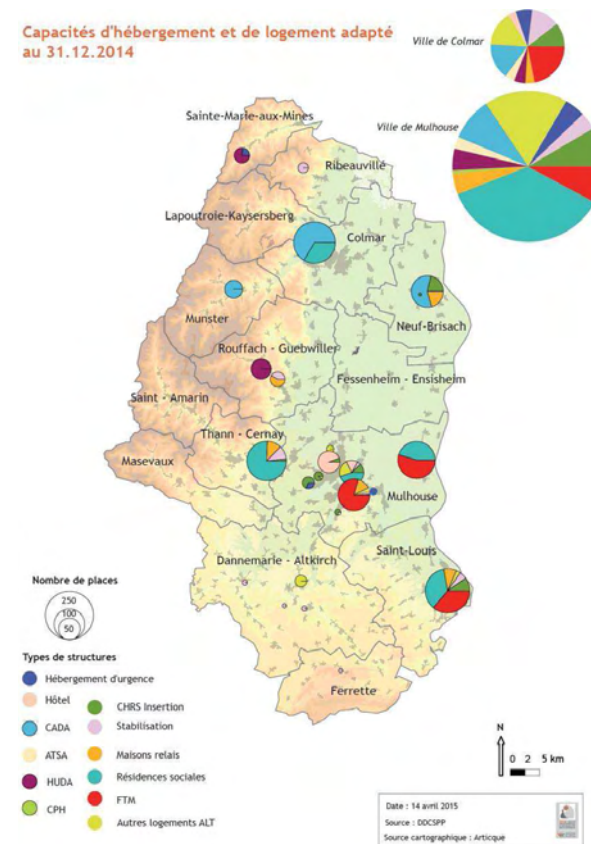 Capacités d'hébergement et de logement adapté
au 31.12.2014
Ville de Colmar
Ville de Mulhouse
Sainte-Marie-aux-Mines
Ribeauvillé
Lapoutroie-Kaysersberg
Colmar
Munster
Neuf-Brisach
Rouffach - Guebwiller
Fessenheim - Ensisheim
Saint - Amarin
Thann - Cernay
Masevaux
Mulhouse
Saint-Louis
Dannemarie - Altkirch
Ferrette
Nombre de places
250
100
50
Types de structures
Hébergement d'urgence
Hôtel
CADA
ATSA
HUDA
CPH
CHRS Insertion
Stabilisation
Maisons relais
Résidences sociales
FTM
Autres logements ALT
N
0 2 5 km
Date : 14 avril 2015
Source : DDCSPP
Source cartographique : Articque